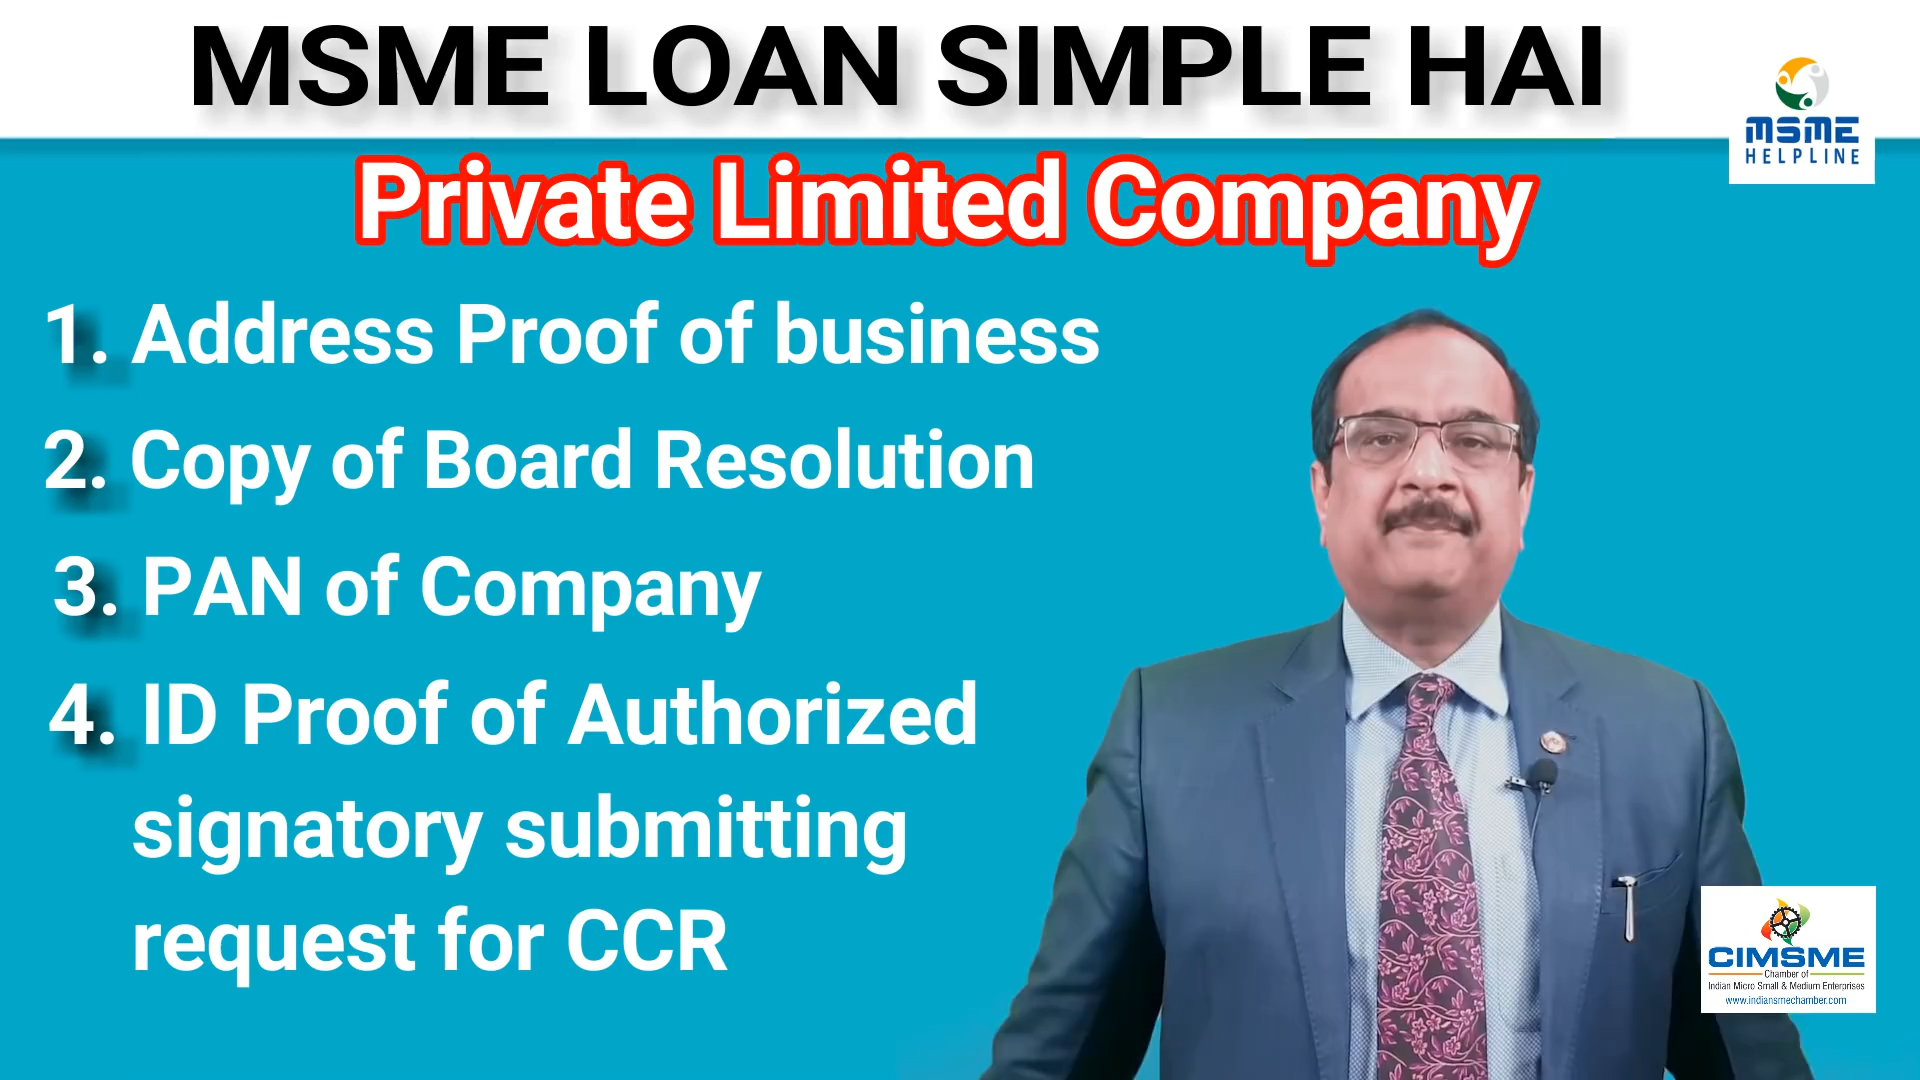 MSME LOAN SIMPLE HAI
MSME
HELPLINE
Private Limited Company
1. Address Proof of business
2. Copy of Board Resolution
3. PAN of Company
4. ID Proof of Authorized
signatory submitting
request for CCR
CIMSME
Chamber of
Indian Micro Small & Medium Enterprises
www.indiansmechamber.com